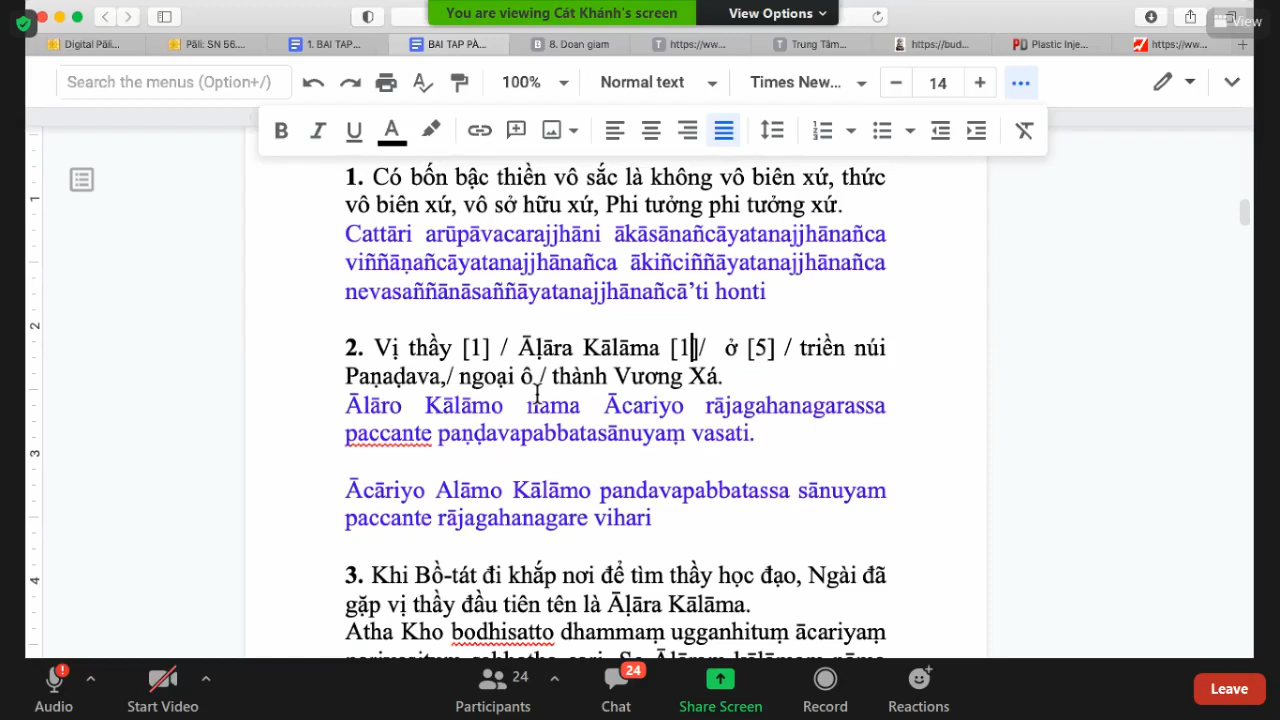 You are viewing Cát Khánh's screen
View Options
View
Digital Pāli...
Pāli: SN 56....
1. BAI TAP...
BAI TAP PÀ...
8. Doan giam
https://ww...
Trung Tâm...
https://bud...
Plastic Inje...
https://ww...
Search the menus (Option+/)
100%
Normal text
Times New...
14
1. Có bốn bậc thiền vô sắc là không vô biên xứ, thức
vô biên xứ, vô sở hữu xứ, Phi tưởng phi tưởng xứ.
Cattāri arūpāvacarajjhāni ākāsānañcāyatanajjhānañca
viññāṇañcāyatanajjhānañca ākiñciññāyatanajjhānañca
nevasaññānāsaññāyatanajjhānañcā’ti honti
2. Vị thầy [1] / Āḷāra Kālāma [1]/ ở [5] / triền núi
Paṇaḍava,/ ngoại ô / thành Vương Xá.
Ālāro Kālāmo nama Ācariyo rājagahanagarassa
paccante paṇḍavapabbatasānuyaṃ vasati.
Ācāriyo Alāmo Kālāmo pandavapabbatassa sānuyam
paccante rājagahanagare vihari
3. Khi Bồ-tát đi khắp nơi để tìm thầy học đạo, Ngài đã
gặp vị thầy đầu tiên tên là Āḷāra Kālāma.
Atha Kho bodhisatto dhammaṃ ugganhituṃ ācariyaṃ
1
2
3
4
Audio
Start Video
24
Participants
24
Chat
Share Screen
Record
Reactions
Leave